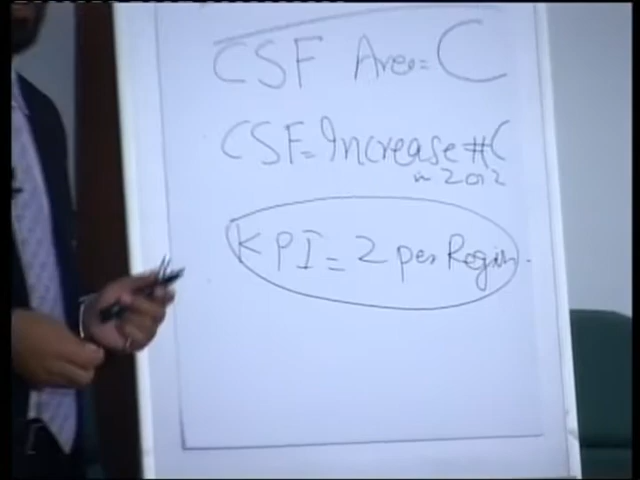 CSF Area = C
CSF = Increase # C
in 2012
KPI = 2 per Region.